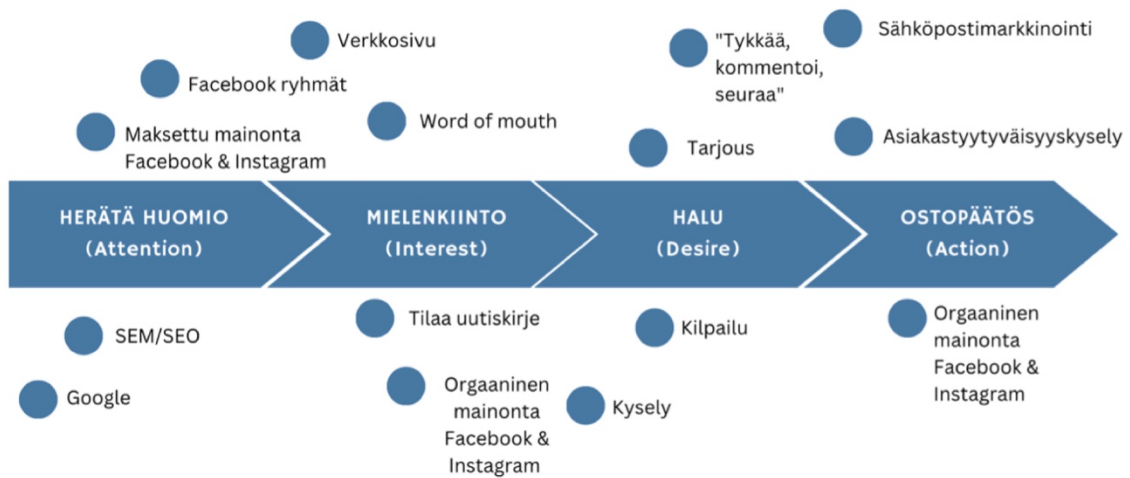 Verkkosivu
Facebook ryhmät
Maksettu mainonta
Facebook & Instagram
Word of mouth
"Tykkää,
kommentoi,
seuraa"
Tarjous
Sähköpostimarkkinointi
Asiakastyytyväisyyskysely
HERÄTÄ HUOMIO
(Attention)
MIELENKIINTO
(Interest)
HALU
(Desire)
OSTOPÄÄTÖS
(Action)
SEM/SEO
Google
Tilaa uutiskirje
Orgaaninen
mainonta
Facebook &
Instagram
Kilpailu
Kysely
Orgaaninen
mainonta
Facebook &
Instagram